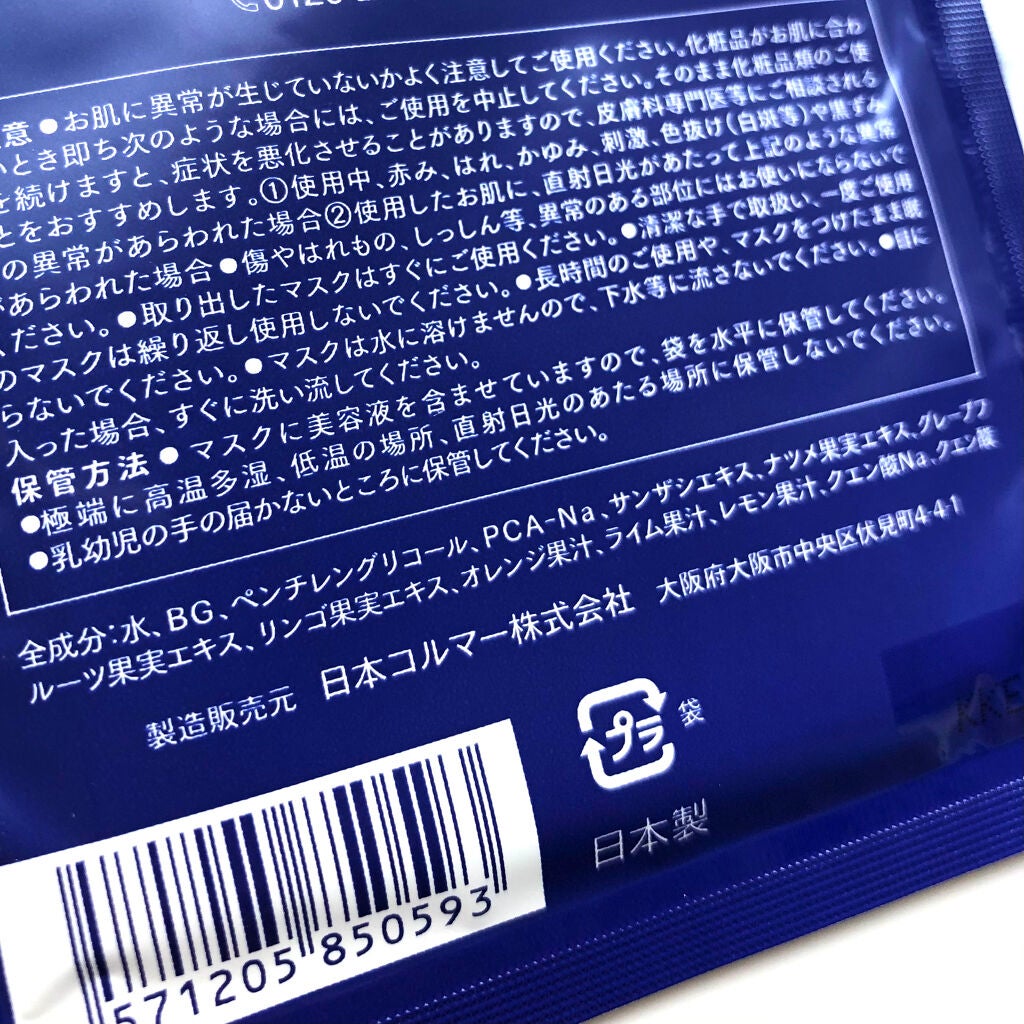 0120
意 ●お肌に異常が生じていないかよく注意してご使用ください。化粧品がお肌に合わ
いとき即ち次のような場合には、ご使用を中止してください。そのまま化粧品類のご使
を続けますと、症状を悪化させることがありますので、皮膚科専門医等にご相談される
とをおすすめします。①使用中、赤み、はれ、かゆみ、刺激、色抜け(白斑等)や黒ずみ
の異常があらわれた場合②使用したお肌に、直射日光があたって上記のような異常
があらわれた場合●傷やはれもの、しっしん等、異常のある部位にはお使いにならないで
ください。●取り出したマスクはすぐにご使用ください。●清潔な手で取扱い、一度ご使用
のマスクは繰り返し使用しないでください。●長時間のご使用や、マスクをつけたまま眠
らないでください。●マスクは水に溶けませんので、下水等に流さないでください。●目に
入った場合、すぐに洗い流してください。
保管方法 ●マスクに美容液を含ませていますので、袋を水平に保管してください。
●極端に高温多湿、低温の場所、直射日光のあたる場所に保管しないでください。
●乳幼児の手の届かないところに保管してください。
全成分:水、BG、ペンチレングリコール、PCA-Na、サンザシエキス、ナツメ果実エキス、グレープフ
ルーツ果実エキス、リンゴ果実エキス、オレンジ果汁、ライム果汁、レモン果汁、クエン酸Na、クエン酸
製造販売元 日本コルマー株式会社 大阪府大阪市中央区伏見町4-4-1
プラ 袋
日本製
571205 850593
KRE